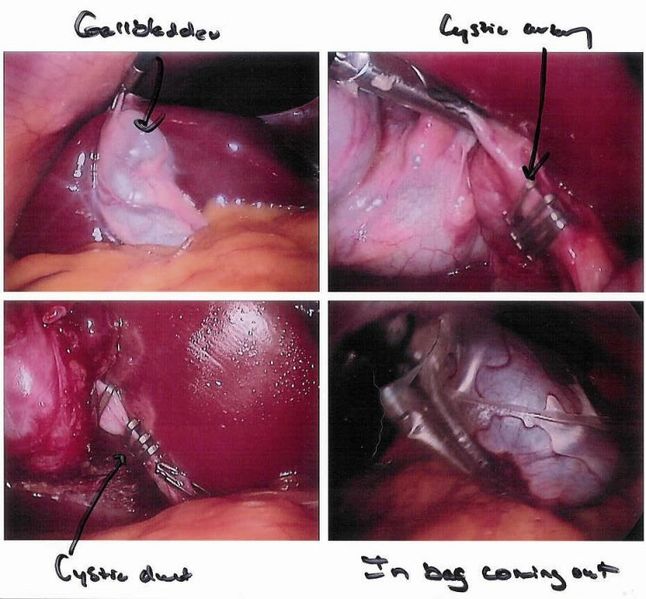 Gallbladder
Cystic artery
Cystic duct
In bag coming out